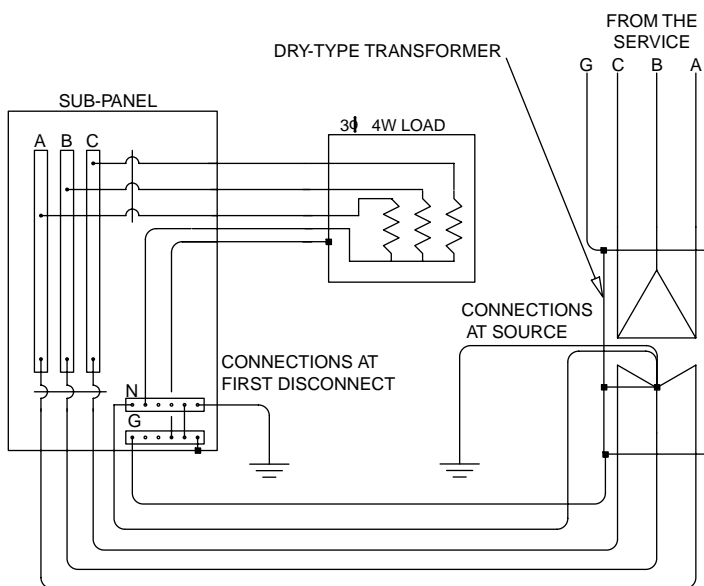 FROM THE
SERVICE
DRY-TYPE TRANSFORMER
G C B A
SUB-PANEL
3ϕ 4W LOAD
A B C
CONNECTIONS
AT SOURCE
CONNECTIONS AT
FIRST DISCONNECT
N
G